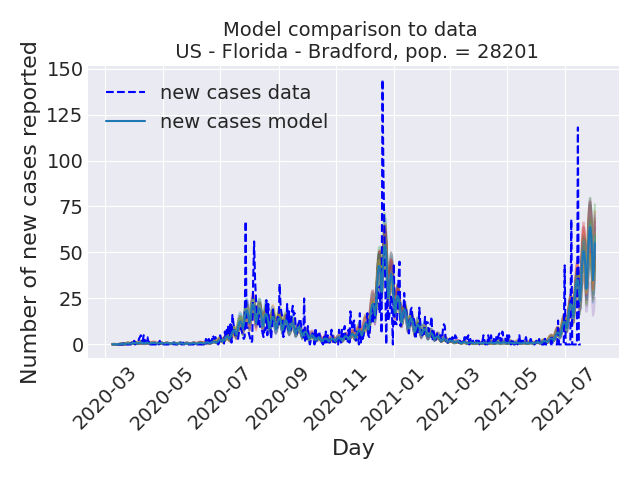 Model comparison to data
US - Florida - Bradford, pop. = 28201
Number of new cases reported
150
125
100
75
50
25
0
new cases data
new cases model
2020-03
2020-05
2020-07
2020-09
2020-11
2021-01
2021-03
2021-05
2021-07
Day